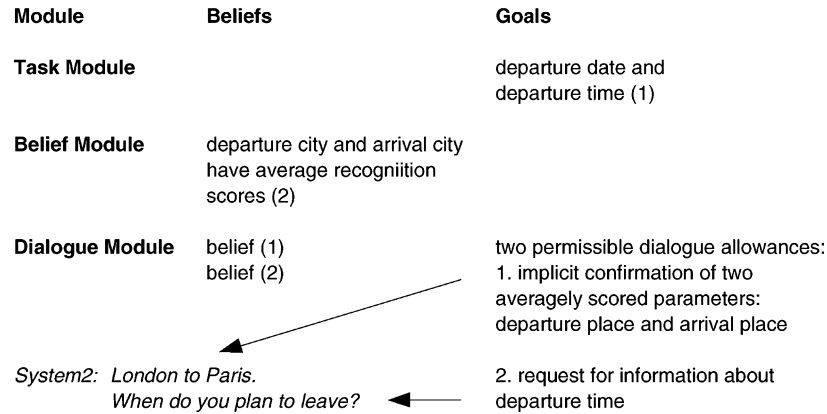 Module Beliefs Goals
Task Module departure date and
departure time (1)
Belief Module departure city and arrival city
have average recogniition
scores (2)
Dialogue Module belief (1) two permissible dialogue allowances:
belief (2) 1. implicit confirmation of two
averagely scored parameters:
departure place and arrival place
System2: London to Paris. 2. request for information about
When do you plan to leave? departure time